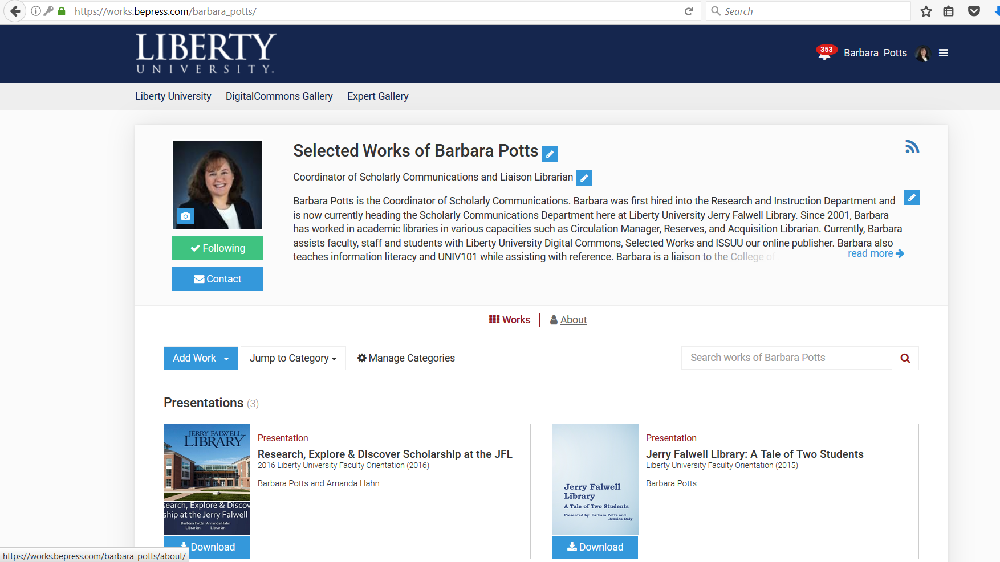 https://works.bepress.com/barbara_potts/
Search
LIBERTY
UNIVERSITY.
353
Barbara Potts
Liberty University
DigitalCommons Gallery
Expert Gallery
Selected Works of Barbara Potts
Coordinator of Scholarly Communications and Liaison Librarian
Barbara Potts is the Coordinator of Scholarly Communications. Barbara was first hired into the Research and Instruction Department and
is now currently heading the Scholarly Communications Department here at Liberty University Jerry Falwell Library. Since 2001, Barbara
has worked in academic libraries in various capacities such as Circulation Manager, Reserves, and Acquisition Librarian. Currently, Barbara
assists faculty, staff and students with Liberty University Digital Commons, Selected Works and ISSUU our online publisher. Barbara also
teaches information literacy and UNIV101 while assisting with reference. Barbara is a liaison to the College of
read more
Following
Contact
Works
About
Add Work
Jump to Category
Manage Categories
Search works of Barbara Potts
Presentations (3)
JERRY FALWELL
LIBRARY
search, Explore & Discov
ship at the Jerry Falwell
Barbara Potts | Amanda Hahn
Librarian Librarian
Download
Presentation
Research, Explore & Discover Scholarship at the JFL
2016 Liberty University Faculty Orientation (2016)
Barbara Potts and Amanda Hahn
Jerry Falwell
Library
A Tale of Two Students
Presented by: Barbara Potts and
Jessica Daly
Download
Presentation
Jerry Falwell Library: A Tale of Two Students
Liberty University Faculty Orientation (2015)
Barbara Potts
https://works.bepress.com/barbara_potts/about/